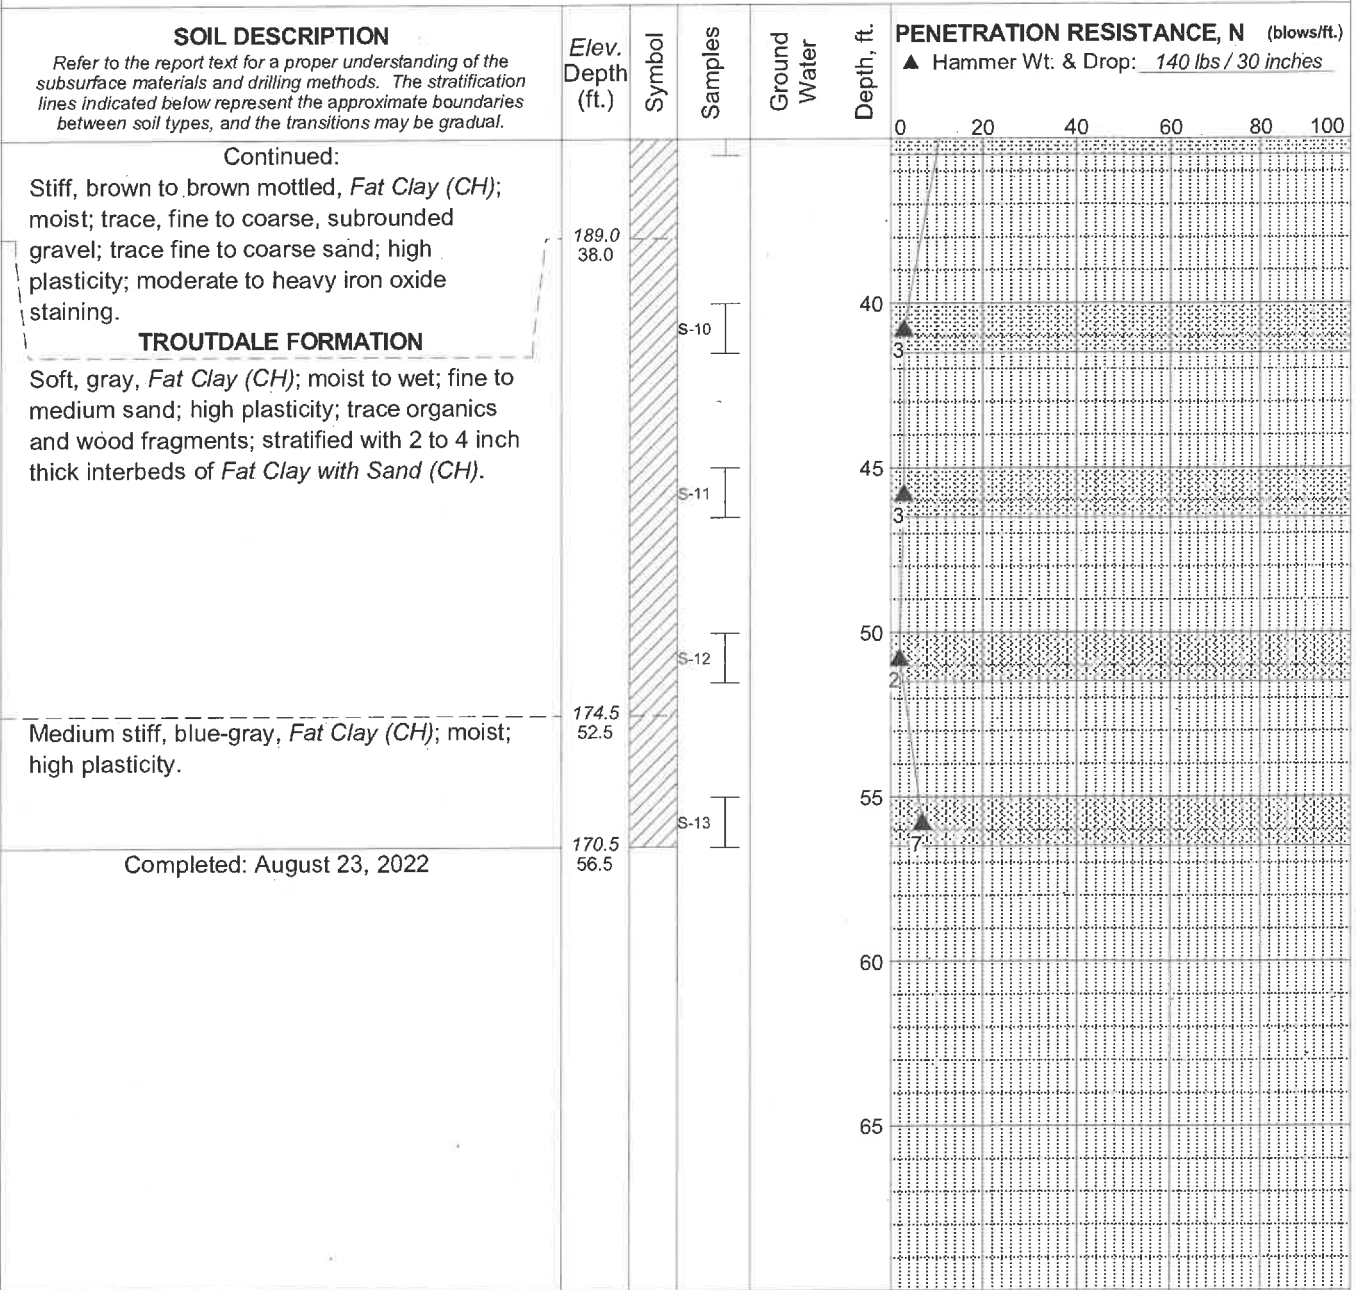 SOIL DESCRIPTION
Refer to the report text for a proper understanding of the
subsurface materials and drilling methods. The stratification
lines indicated below represent the approximate boundaries
between soil types, and the transitions may be gradual.
Elev.
Depth
(ft.)
Symbol
Samples
Ground
Water
Depth, ft.
PENETRATION RESISTANCE, N (blows/ft.)
▲ Hammer Wt. & Drop: 140 lbs / 30 inches
0 20 40 60 80 100
Continued:
Stiff, brown to brown mottled, Fat Clay (CH);
moist; trace, fine to coarse, subrounded
gravel; trace fine to coarse sand; high
plasticity; moderate to heavy iron oxide
staining.
TROUTDALE FORMATION
189.0
38.0
Soft, gray, Fat Clay (CH); moist to wet; fine to
medium sand; high plasticity; trace organics
and wood fragments; stratified with 2 to 4 inch
thick interbeds of Fat Clay with Sand (CH).
40
S-10
3
45
S-11
3
50
S-12
2
174.5
52.5
Medium stiff, blue-gray, Fat Clay (CH); moist;
high plasticity.
55
S-13
7
170.5
56.5
Completed: August 23, 2022
60
65